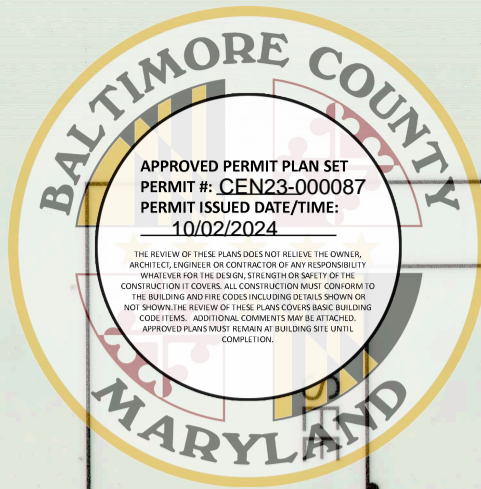 BALTIMORE COUNTY
APPROVED PERMIT PLAN SET
PERMIT #: CEN23-000087
PERMIT ISSUED DATE/TIME:
10/02/2024
THE REVIEW OF THESE PLANS DOES NOT RELIEVE THE OWNER,
ARCHITECT, ENGINEER OR CONTRACTOR OF ANY RESPONSIBILITY
WHATEVER FOR THE DESIGN, STRENGTH OR SAFETY OF THE
CONSTRUCTION IT COVERS. ALL CONSTRUCTION MUST CONFORM TO
THE BUILDING AND FIRE CODES INCLUDING DETAILS SHOWN OR
NOT SHOWN.THE REVIEW OF THESE PLANS COVERS BASIC BUILDING
CODE ITEMS. ADDITIONAL COMMENTS MAY BE ATTACHED.
APPROVED PLANS MUST REMAIN AT BUILDING SITE UNTIL
COMPLETION.
MARYLAND